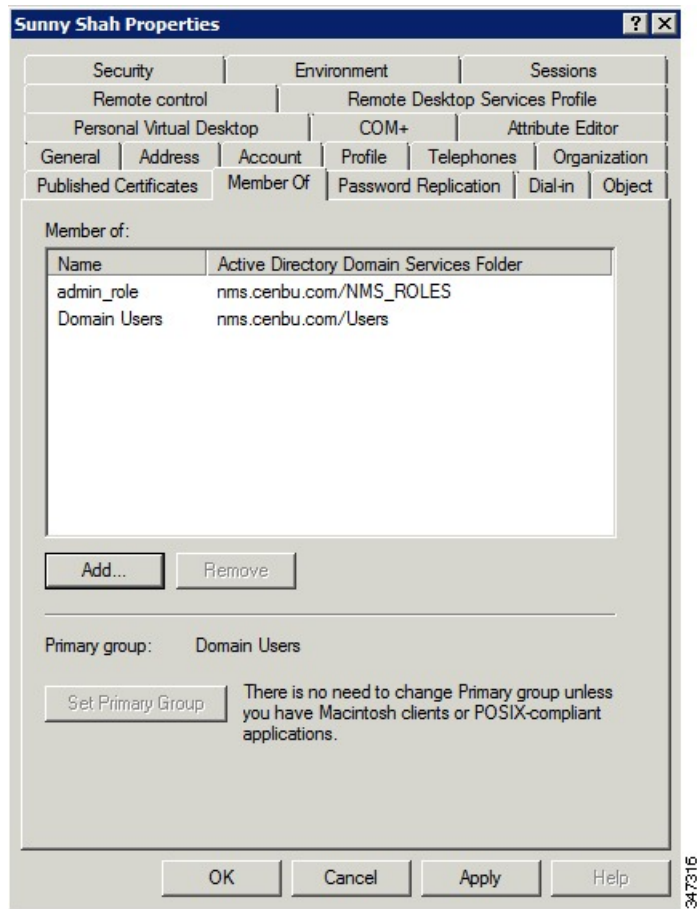 Sunny Shah Properties ? X
Security Environment Sessions
Remote control Remote Desktop Services Profile
Personal Virtual Desktop COM+ Attribute Editor
General Address Account Profile Telephones Organization
Published Certificates Member Of Password Replication Dial-in Object
Member of:
Name Active Directory Domain Services Folder
admin_role nms.cenbu.com/NMS_ROLES
Domain Users nms.cenbu.com/Users
Add... Remove
Primary group: Domain Users
Set Primary Group
There is no need to change Primary group unless
you have Macintosh clients or POSIX-compliant
applications.
OK Cancel Apply Help
347316